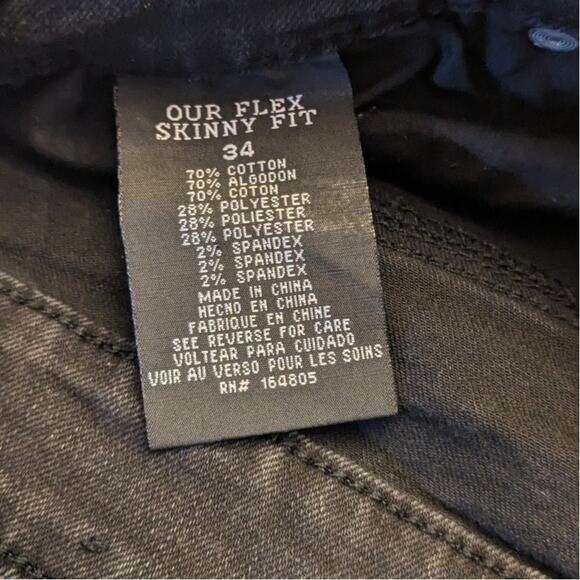 OUR FLEX
SKINNY FIT
34
70% COTTON
70% ALGODON
70% COTON
28% POLYESTER
28% POLIESTER
28% POLYESTER
2% SPANDEX
2% SPANDEX
2% SPANDEX
MADE IN CHINA
HECHO EN CHINA
FABRIQUE EN CHINE
SEE REVERSE FOR CARE
VOLTEAR PARA CUIDADO
VOIR AU VERSO POUR LES SOINS
RN# 164805